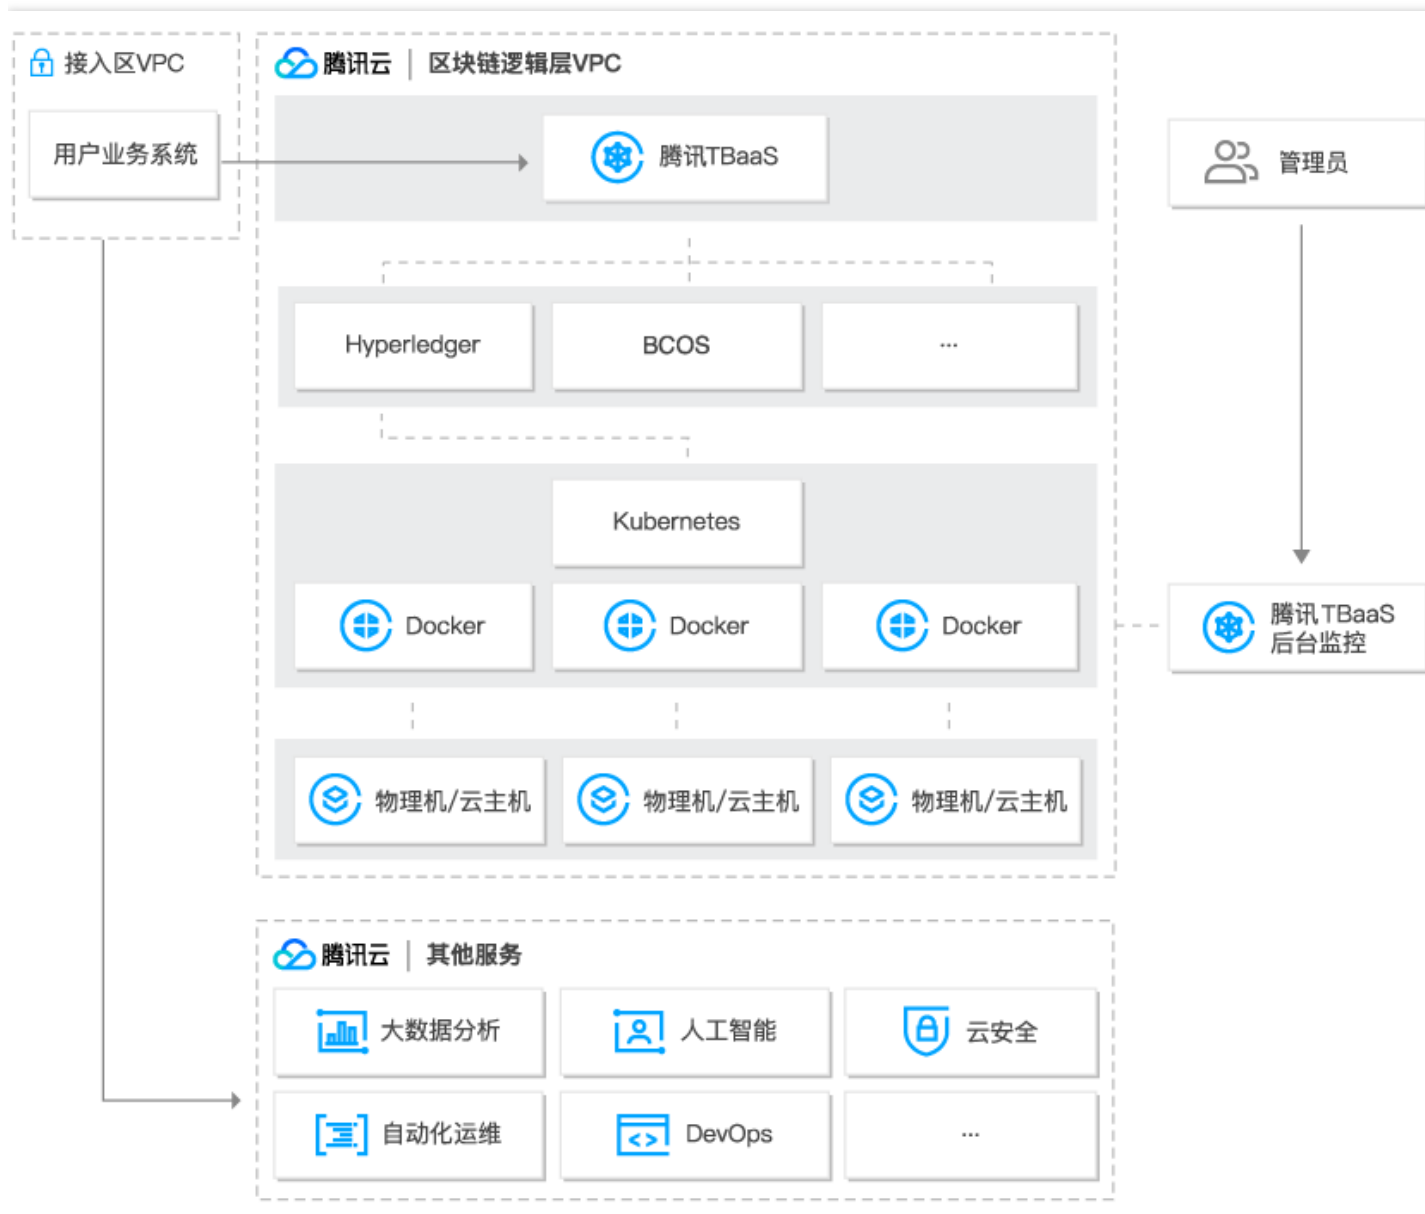 接入区VPC
用户业务系统
腾讯云 | 区块链逻辑层VPC
腾讯TBaaS
Hyperledger
BCOS
...
Kubernetes
Docker
Docker
Docker
物理机/云主机
物理机/云主机
物理机/云主机
管理员
腾讯TBaaS
后台监控
腾讯云 | 其他服务
大数据分析
人工智能
云安全
自动化运维
DevOps
...